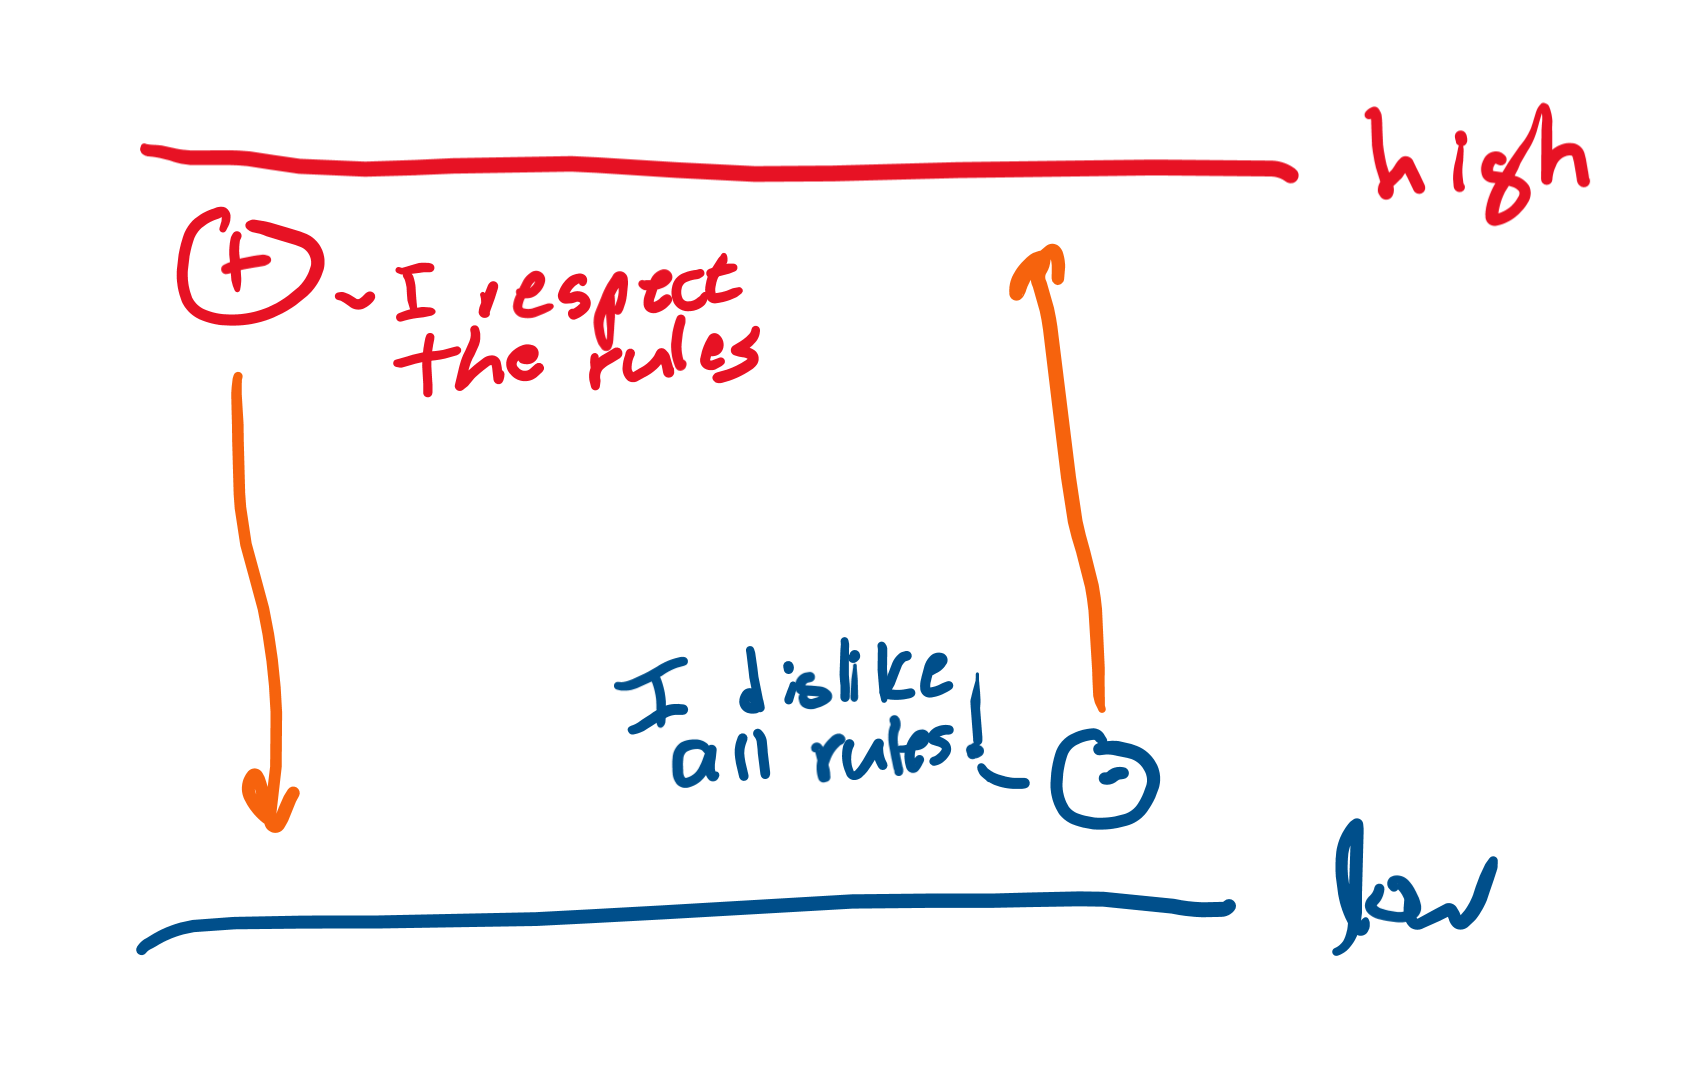 high
+
~ I respect
the rules
I dislike
all rules!
-
low